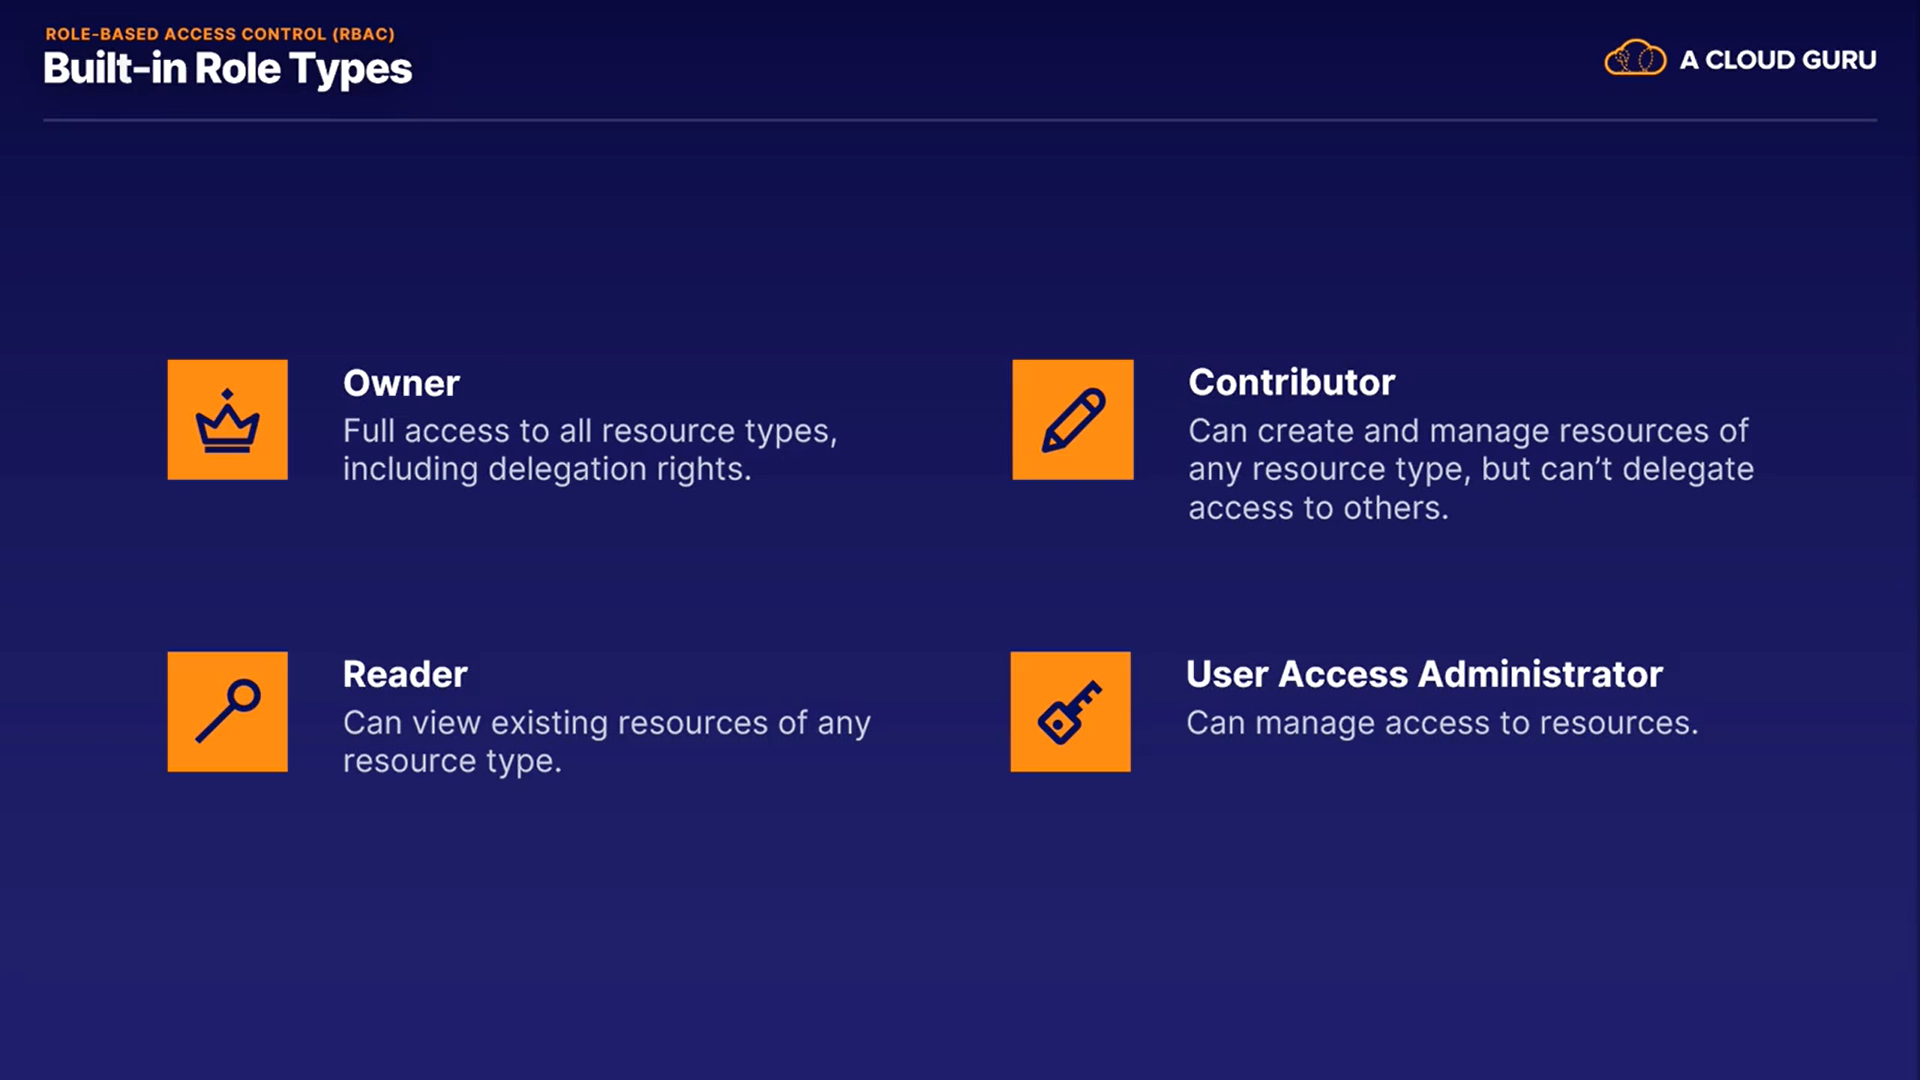 ROLE-BASED ACCESS CONTROL (RBAC)
Built-in Role Types
A CLOUD GURU
Owner
Full access to all resource types,
including delegation rights.
Contributor
Can create and manage resources of
any resource type, but can’t delegate
access to others.
Reader
Can view existing resources of any
resource type.
User Access Administrator
Can manage access to resources.